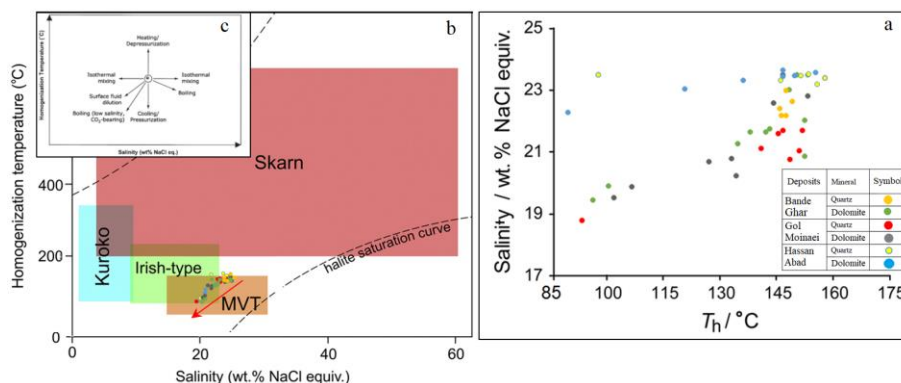 c
Homogenization Temperature (°C)
Heating/
Depressurization
Isothermal
mixing
Isothermal
mixing
Surface fluid
dilution
Boiling
Boiling (low salinity,
CO₂-bearing)
Cooling/
Pressurization
Salinity (wt% NaCl eq.)
b
Homogenization temperature (°C)
400
200
0
Skarn
Kuroko
Irish-type
MVT
halite saturation curve
0
20
40
60
Salinity (wt.% NaCl equiv.)
a
Salinity / wt. % NaCl equiv.
25
23
21
19
17
85
100
115
130
145
160
175
Th / °C
Deposits Mineral Symbol
Bande Quartz
Ghar Dolomite
Gol Quartz
Moinaei Dolomite
Hassan Quartz
Abad Dolomite